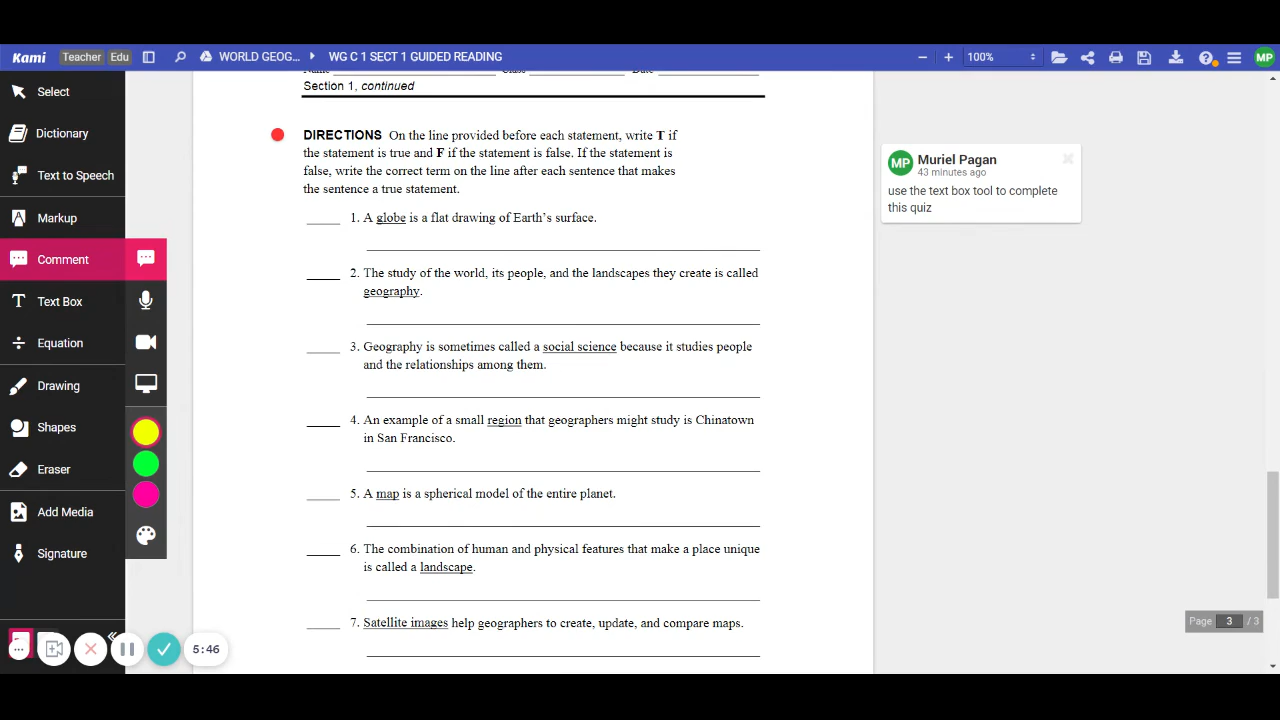 Kami Teacher Edu WORLD GEOG... WG C 1 SECT 1 GUIDED READING 100% MP
Select
Dictionary
Text to Speech
Markup
Comment
Text Box
Equation
Drawing
Shapes
Eraser
Add Media
Signature
5:46
Name Class Date
Section 1, continued
DIRECTIONS On the line provided before each statement, write T if
the statement is true and F if the statement is false. If the statement is
false, write the correct term on the line after each sentence that makes
the sentence a true statement.
1. A globe is a flat drawing of Earth's surface.
2. The study of the world, its people, and the landscapes they create is called
geography.
3. Geography is sometimes called a social science because it studies people
and the relationships among them.
4. An example of a small region that geographers might study is Chinatown
in San Francisco.
5. A map is a spherical model of the entire planet.
6. The combination of human and physical features that make a place unique
is called a landscape.
7. Satellite images help geographers to create, update, and compare maps.
MP Muriel Pagan
43 minutes ago
use the text box tool to complete
this quiz
Page 3 / 3